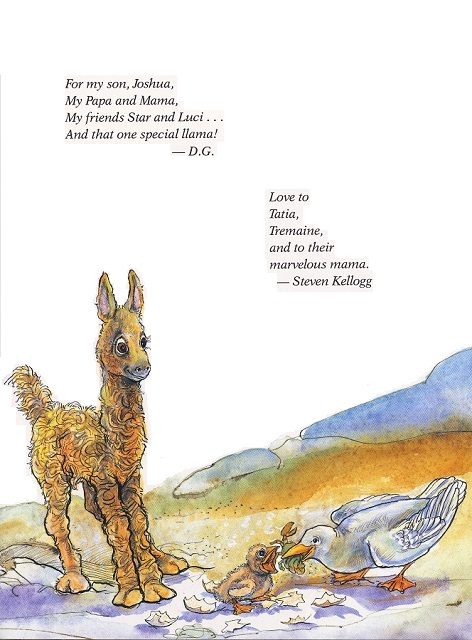 For my son, Joshua,
My Papa and Mama,
My friends Star and Luci . . .
And that one special llama!
— D.G.
Love to
Tatia,
Tremaine,
and to their
marvelous mama.
— Steven Kellogg